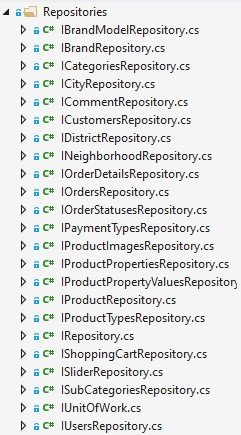 Repositories
C# IBrandModelRepository.cs
C# IBrandRepository.cs
C# ICategoriesRepository.cs
C# ICityRepository.cs
C# ICommentRepository.cs
C# ICustomersRepository.cs
C# IDistrictRepository.cs
C# INeighborhoodRepository.cs
C# IOrderDetailsRepository.cs
C# IOrdersRepository.cs
C# IOrderStatusesRepository.cs
C# IPaymentTypesRepository.cs
C# IProductImagesRepository.cs
C# IProductPropertiesRepository.cs
C# IProductPropertyValuesRepository
C# IProductRepository.cs
C# IProductTypesRepository.cs
C# IRepository.cs
C# IShoppingCartRepository.cs
C# ISliderRepository.cs
C# ISubCategoriesRepository.cs
C# IUnitOfWork.cs
C# IUsersRepository.cs